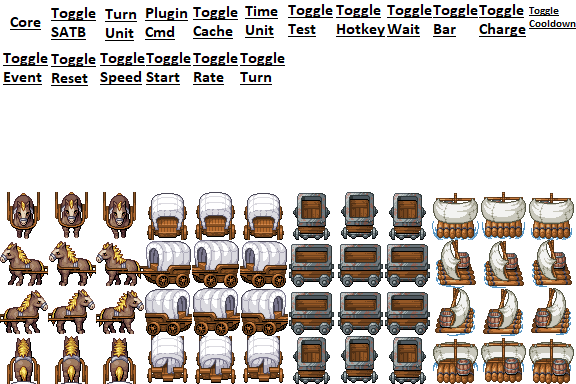 Core
Toggle
SATB
Turn
Unit
Plugin
Cmd
Toggle
Cache
Time
Unit
Toggle
Test
Toggle
Hotkey
Toggle
Wait
Toggle
Bar
Toggle
Charge
Toggle
Cooldown
Toggle
Event
Toggle
Reset
Toggle
Speed
Toggle
Start
Toggle
Rate
Toggle
Turn